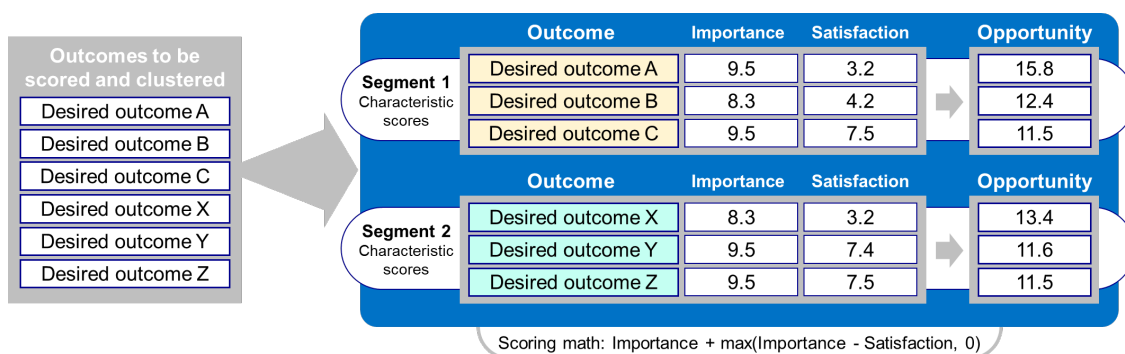 Outcomes to be
scored and clustered
Desired outcome A
Desired outcome B
Desired outcome C
Desired outcome X
Desired outcome Y
Desired outcome Z
Outcome Importance Satisfaction Opportunity
Segment 1
Characteristic
scores
Desired outcome A 9.5 3.2 15.8
Desired outcome B 8.3 4.2 12.4
Desired outcome C 9.5 7.5 11.5
Outcome Importance Satisfaction Opportunity
Segment 2
Characteristic
scores
Desired outcome X 8.3 3.2 13.4
Desired outcome Y 9.5 7.4 11.6
Desired outcome Z 9.5 7.5 11.5
Scoring math: Importance + max(Importance - Satisfaction, 0)